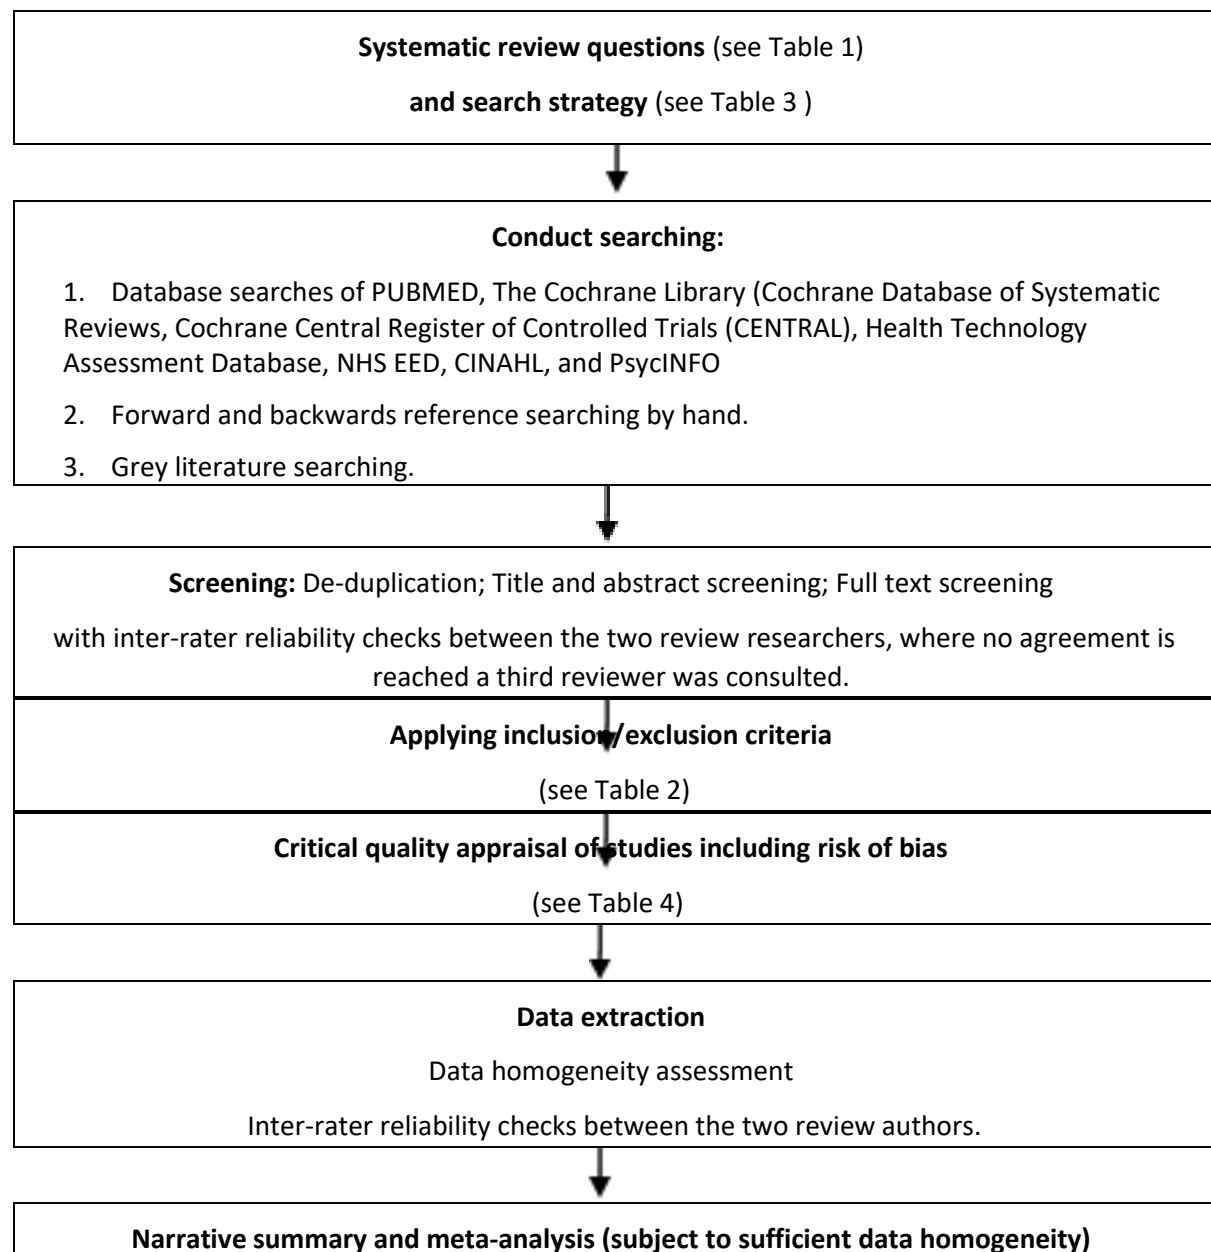 Systematic review questions (see Table 1)
and search strategy (see Table 3 )
Conduct searching:
1. Database searches of PUBMED, The Cochrane Library (Cochrane Database of Systematic
Reviews, Cochrane Central Register of Controlled Trials (CENTRAL), Health Technology
Assessment Database, NHS EED, CINAHL, and PsycINFO
2. Forward and backwards reference searching by hand.
3. Grey literature searching.
Screening: De-duplication; Title and abstract screening; Full text screening
with inter-rater reliability checks between the two review researchers, where no agreement is
reached a third reviewer was consulted.
Applying inclusion/exclusion criteria
(see Table 2)
Critical quality appraisal of studies including risk of bias
(see Table 4)
Data extraction
Data homogeneity assessment
Inter-rater reliability checks between the two review authors.
Narrative summary and meta-analysis (subject to sufficient data homogeneity)